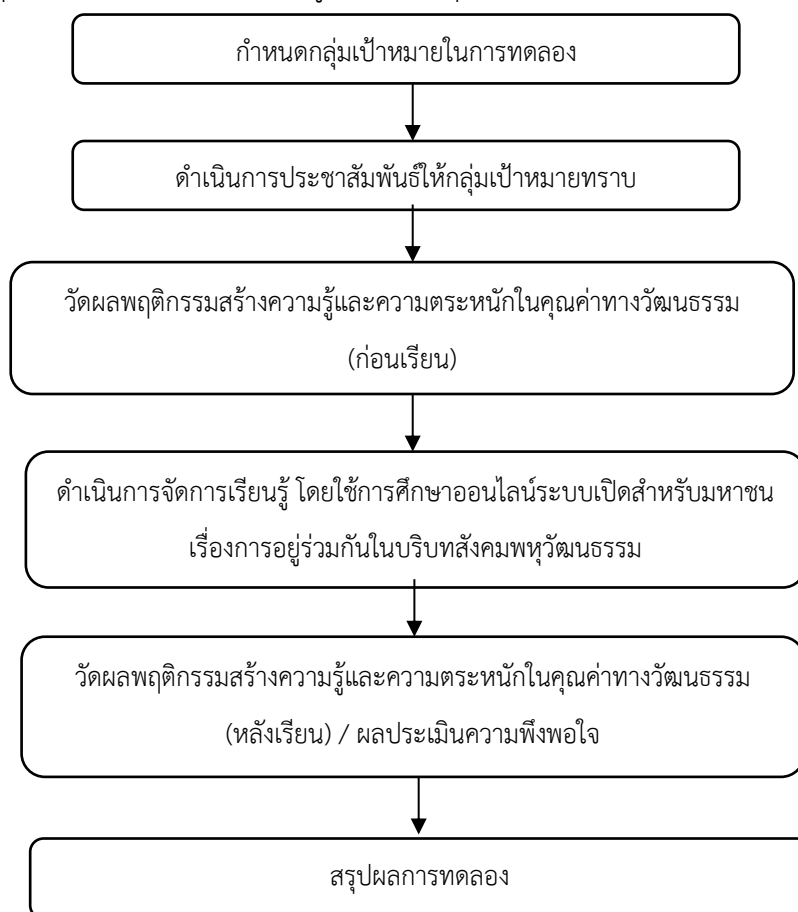 กำหนดกลุ่มเป้าหมายในการทดลอง
ดำเนินการประชาสัมพันธ์ให้กลุ่มเป้าหมายทราบ
วัดผลพฤติกรรมสร้างความรู้และความตระหนักในคุณค่าทางวัฒนธรรม
(ก่อนเรียน)
ดำเนินการจัดการเรียนรู้ โดยใช้การศึกษาออนไลน์ระบบเปิดสำหรับมหาชน
เรื่องการอยู่ร่วมกันในบริบทสังคมพหุวัฒนธรรม
วัดผลพฤติกรรมสร้างความรู้และความตระหนักในคุณค่าทางวัฒนธรรม
(หลังเรียน) / ผลประเมินความพึงพอใจ
สรุปผลการทดลอง